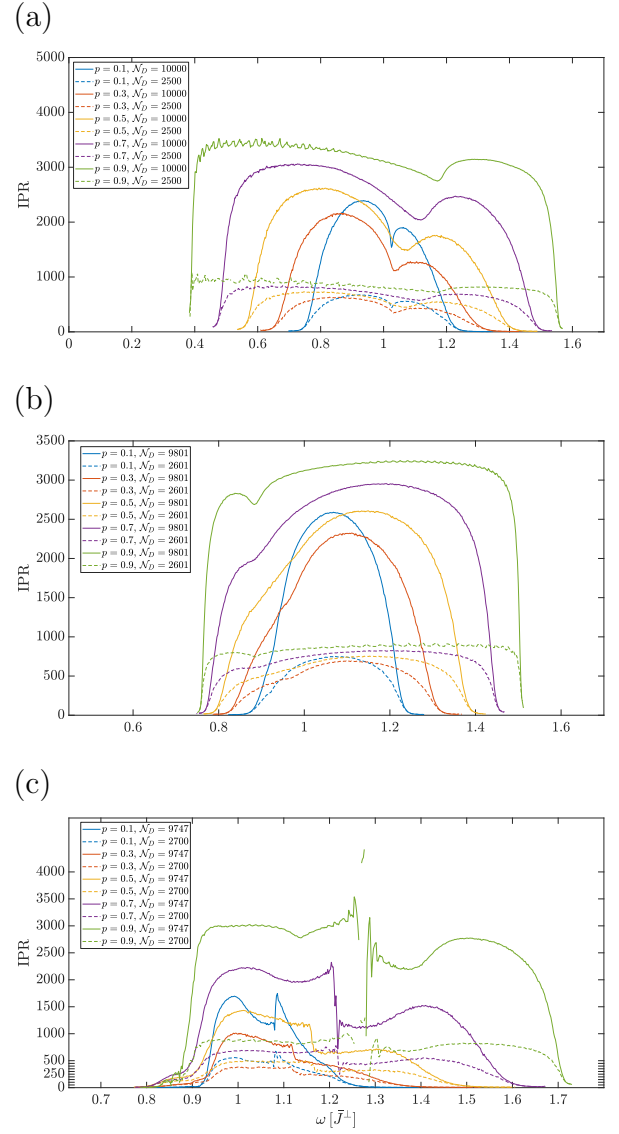 (a)
5000
4000
3000
2000
1000
0
IPR
p = 0.1, 𝒩_D = 10000
p = 0.1, 𝒩_D = 2500
p = 0.3, 𝒩_D = 10000
p = 0.3, 𝒩_D = 2500
p = 0.5, 𝒩_D = 10000
p = 0.5, 𝒩_D = 2500
p = 0.7, 𝒩_D = 10000
p = 0.7, 𝒩_D = 2500
p = 0.9, 𝒩_D = 10000
p = 0.9, 𝒩_D = 2500
0 0 0.4 0.6 0.8 1.0 1.2 1.4 1.6
(b)
3500
3000
2500
2000
1500
1000
500
0
IPR
p = 0.1, 𝒩_D = 9801
p = 0.1, 𝒩_D = 2601
p = 0.3, 𝒩_D = 9801
p = 0.3, 𝒩_D = 2601
p = 0.5, 𝒩_D = 9801
p = 0.5, 𝒩_D = 2601
p = 0.7, 𝒩_D = 9801
p = 0.7, 𝒩_D = 2601
p = 0.9, 𝒩_D = 9801
p = 0.9, 𝒩_D = 2601
0.6 0.8 1 1.2 1.4 1.6
(c)
4000
3000
2000
1000
500
250
0
IPR
p = 0.1, 𝒩_D = 9747
p = 0.1, 𝒩_D = 2700
p = 0.3, 𝒩_D = 9747
p = 0.3, 𝒩_D = 2700
p = 0.5, 𝒩_D = 9747
p = 0.5, 𝒩_D = 2700
p = 0.7, 𝒩_D = 9747
p = 0.7, 𝒩_D = 2700
p = 0.9, 𝒩_D = 9747
p = 0.9, 𝒩_D = 2700
0.7 0.8 0.9 1 1.1 1.2 1.3 1.4 1.5 1.6 1.7
ω [J̄^⊥]